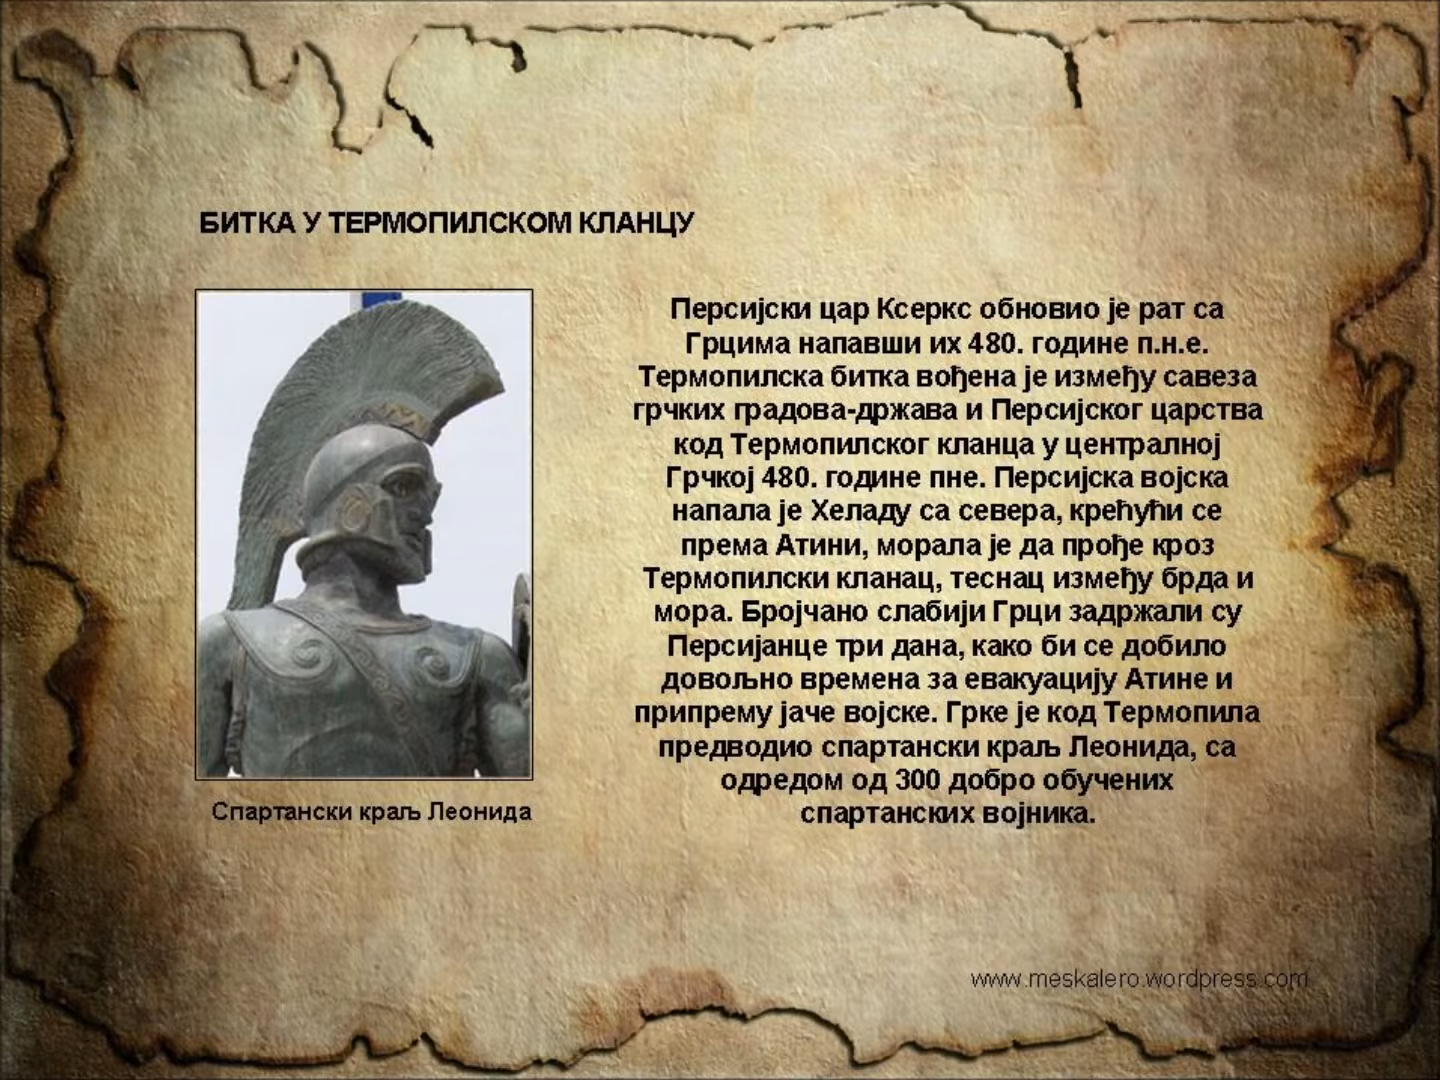 БИТКА У ТЕРМОПИЛСКОМ КЛАНЦУ
Персијски цар Ксеркс обновио је рат са
Грцима напавши их 480. године п.н.е.
Термопилска битка вођена је између савеза
грчких градова-држава и Персијског царства
код Термопилског кланца у централној
Грчкој 480. године пне. Персијска војска
напала је Хеладу са севера, крећући се
према Атини, морала је да прође кроз
Термопилски кланац, теснац између брда и
мора. Бројчано слабији Грци задржали су
Персијанце три дана, како би се добило
довољно времена за евакуацију Атине и
припрему јаче војске. Грке је код Термопила
предводио спартански краљ Леонида, са
одредом од 300 добро обучених
спартанских војника.
Спартански краљ Леонида
www.meskalero.wordpress.com